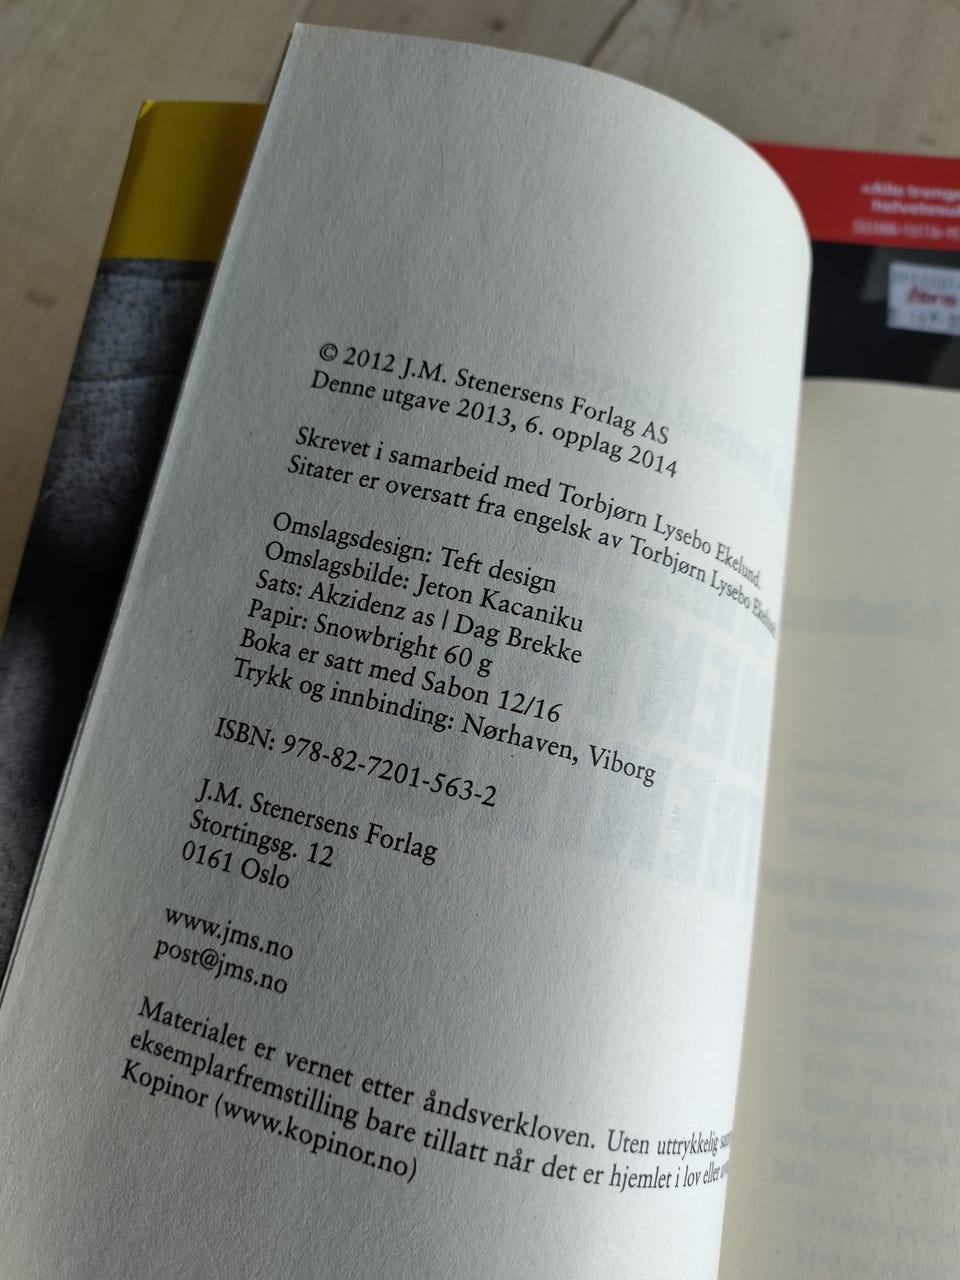 © 2012 J.M. Stenersens Forlag AS
Denne utgave 2013, 6. opplag 2014
Skrevet i samarbeid med Torbjørn Lysebo Ekelund.
Sitater er oversatt fra engelsk av Torbjørn Lysebo Ekelund
Omslagsdesign: Teft design
Omslagsbilde: Jeton Kacaniku
Sats: Akzidenz as | Dag Brekke
Papir: Snowbright 60 g
Boka er satt med Sabon 12/16
Trykk og innbinding: Nørhaven, Viborg
ISBN: 978-82-7201-563-2
J.M. Stenersens Forlag
Stortingsg. 12
0161 Oslo
www.jms.no
post@jms.no
Materialet er vernet etter åndsverkloven. Uten uttrykkelig
eksemplarfremstilling bare tillatt når det er hjemlet i lov eller
Kopinor (www.kopinor.no)
«Alle trenge